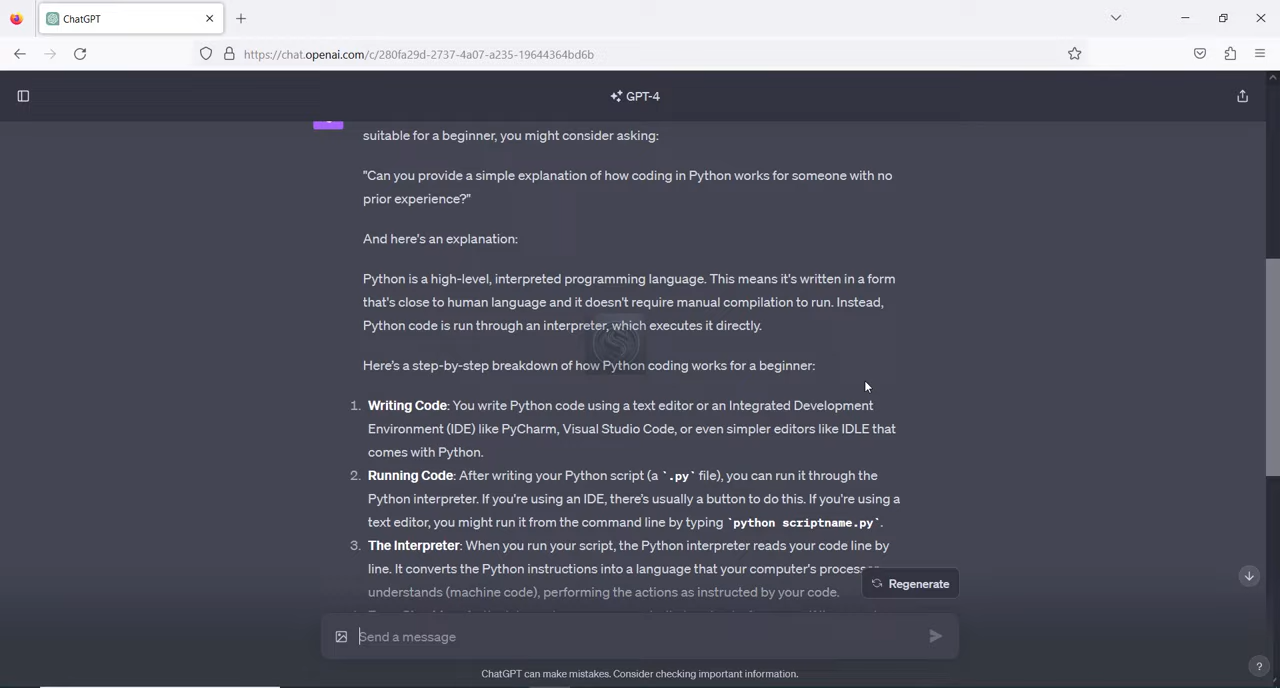 ChatGPT
https://chat.openai.com/c/280fa29d-2737-4a07-a235-19644364bd6b
GPT-4
suitable for a beginner, you might consider asking:
"Can you provide a simple explanation of how coding in Python works for someone with no
prior experience?"
And here's an explanation:
Python is a high-level, interpreted programming language. This means it's written in a form
that's close to human language and it doesn't require manual compilation to run. Instead,
Python code is run through an interpreter, which executes it directly.
Here's a step-by-step breakdown of how Python coding works for a beginner:
1. Writing Code: You write Python code using a text editor or an Integrated Development
Environment (IDE) like PyCharm, Visual Studio Code, or even simpler editors like IDLE that
comes with Python.
2. Running Code: After writing your Python script (a `.py` file), you can run it through the
Python interpreter. If you're using an IDE, there's usually a button to do this. If you're using a
text editor, you might run it from the command line by typing `python scriptname.py`.
3. The Interpreter: When you run your script, the Python interpreter reads your code line by
line. It converts the Python instructions into a language that your computer's processor
understands (machine code), performing the actions as instructed by your code.
Regenerate
Send a message
ChatGPT can make mistakes. Consider checking important information.
?